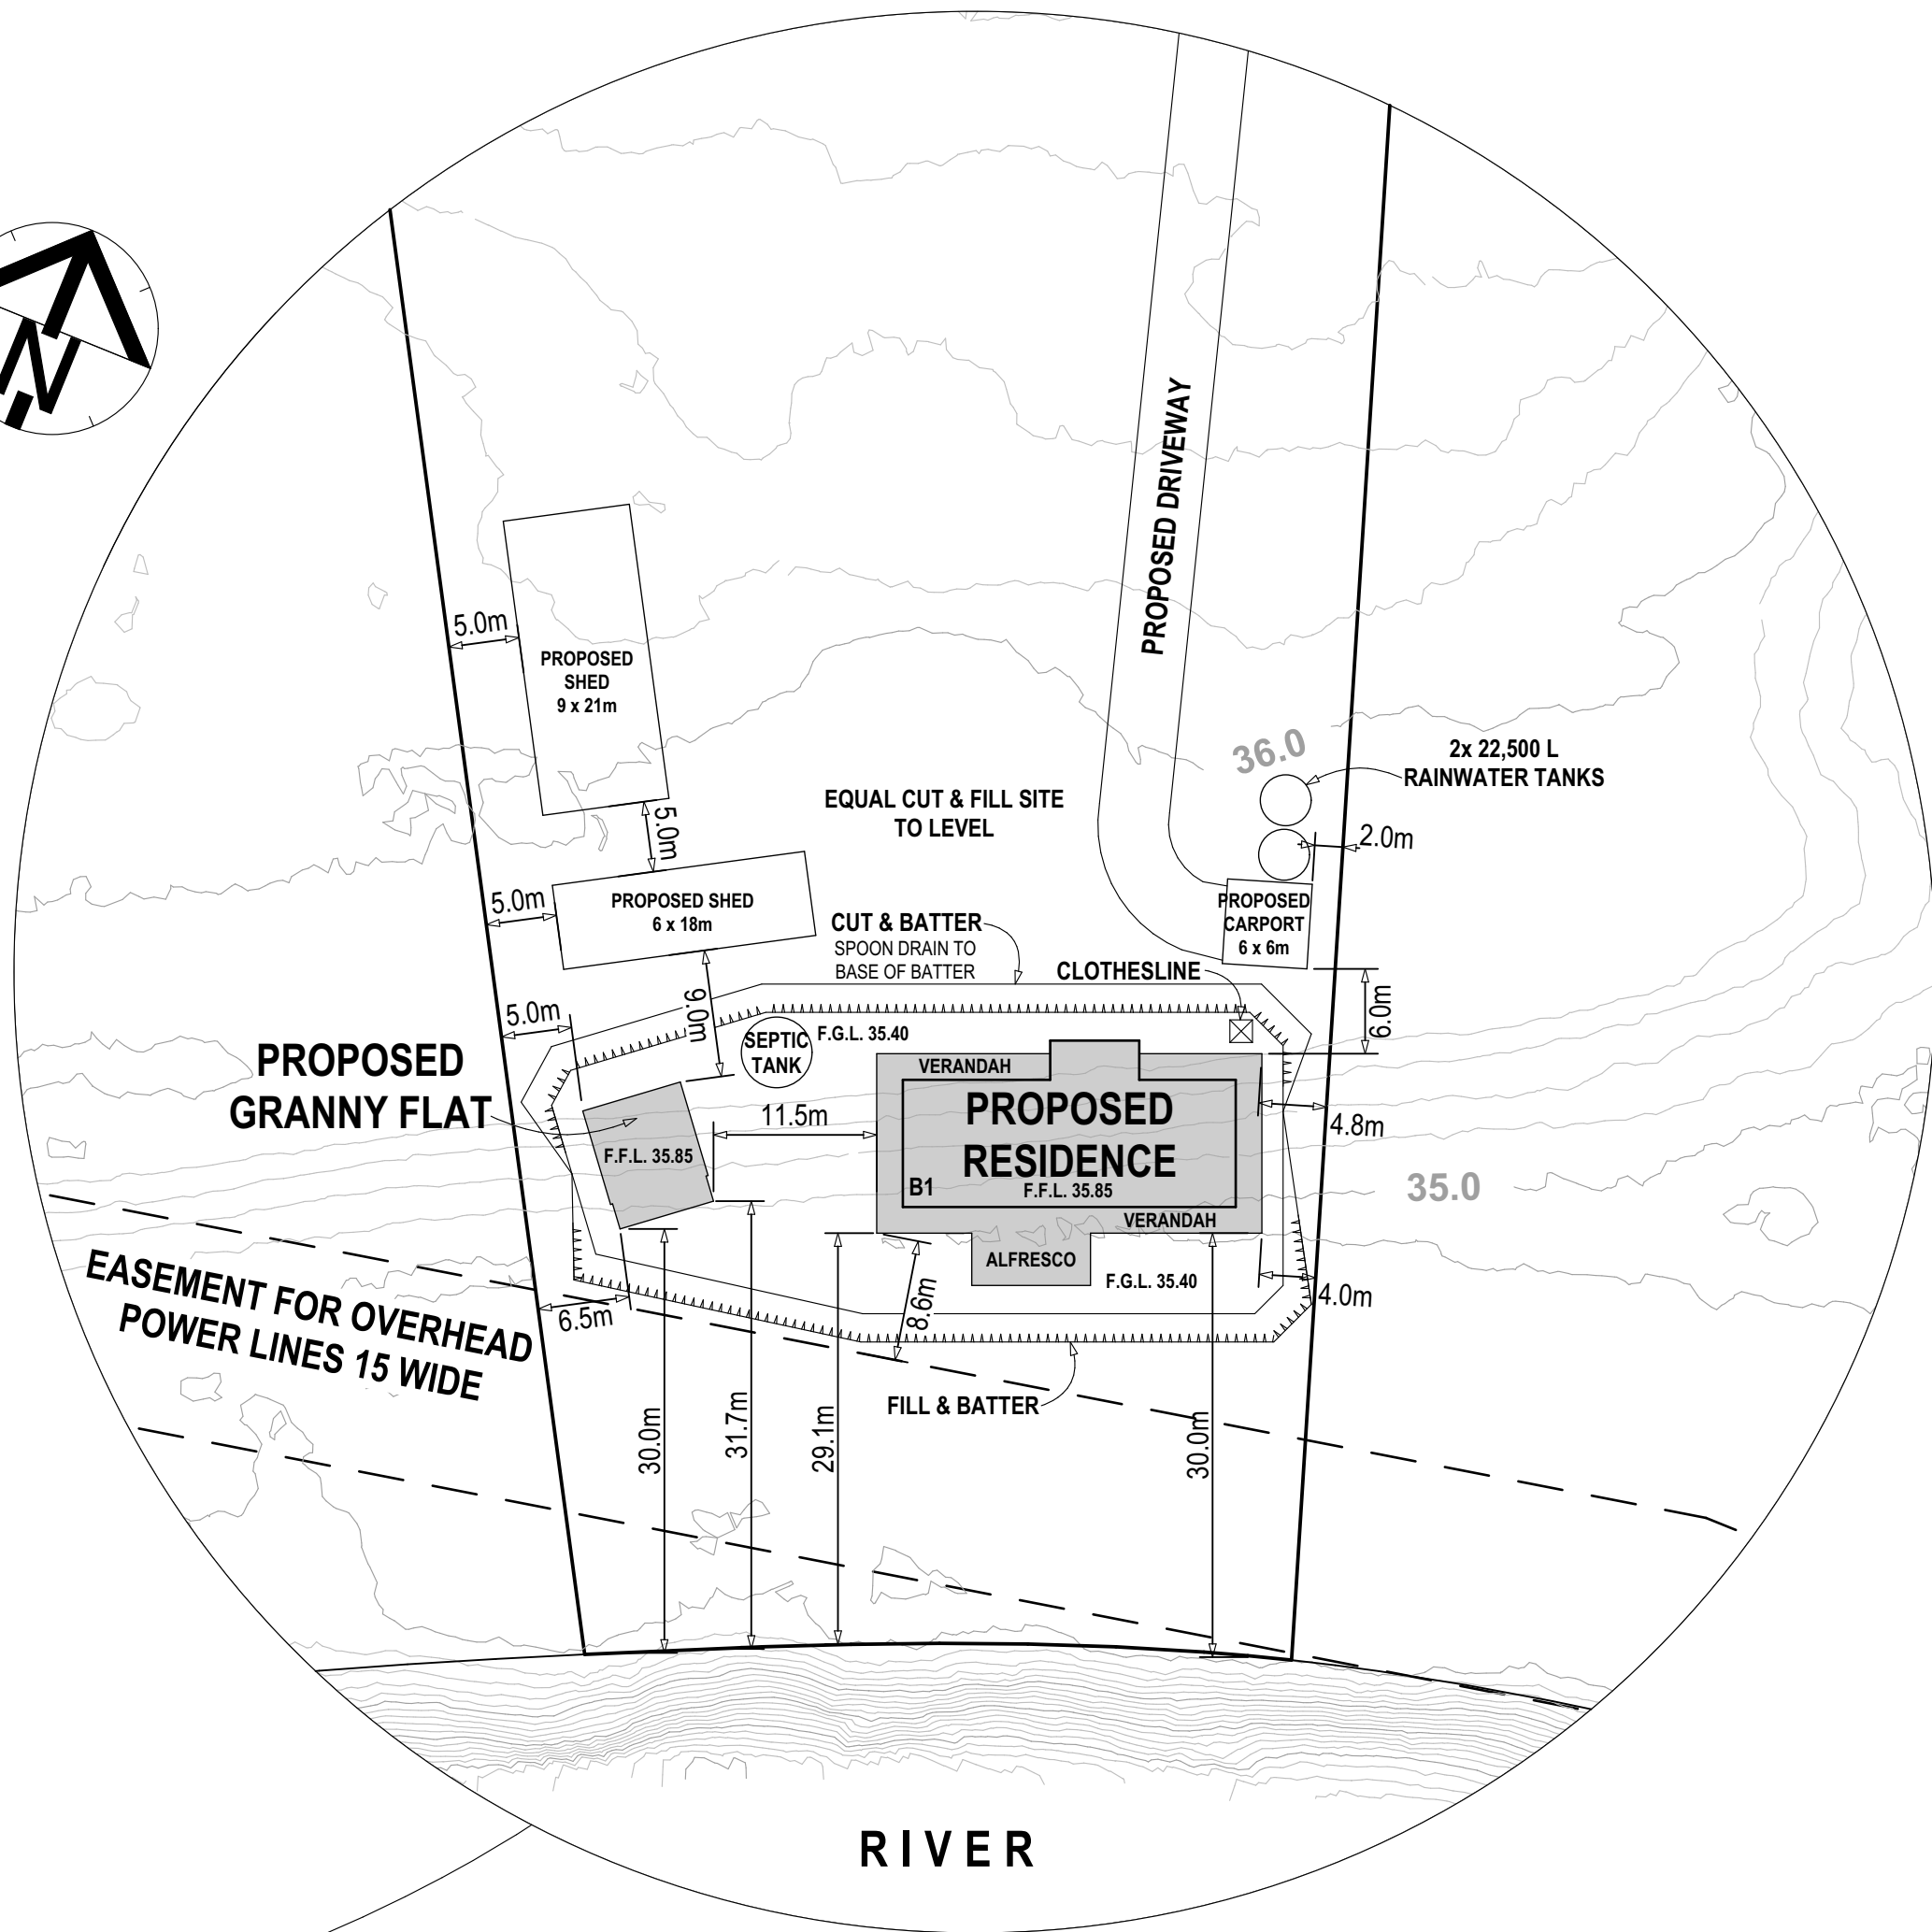 N
PROPOSED DRIVEWAY
5.0m
PROPOSED
SHED
9 x 21m
36.0
2x 22,500 L
RAINWATER TANKS
EQUAL CUT & FILL SITE
TO LEVEL
5.0m
2.0m
5.0m
PROPOSED SHED
6 x 18m
PROPOSED
CARPORT
6 x 6m
CUT & BATTER
SPOON DRAIN TO
BASE OF BATTER
CLOTHESLINE
5.0m
9.0m
6.0m
SEPTIC
TANK
F.G.L. 35.40
PROPOSED
GRANNY FLAT
VERANDAH
11.5m
PROPOSED
RESIDENCE
F.F.L. 35.85
B1
4.8m
F.F.L. 35.85
35.0
VERANDAH
ALFRESCO
F.G.L. 35.40
EASEMENT FOR OVERHEAD
POWER LINES 15 WIDE
6.5m
8.6m
4.0m
FILL & BATTER
30.0m
31.7m
29.1m
30.0m
RIVER